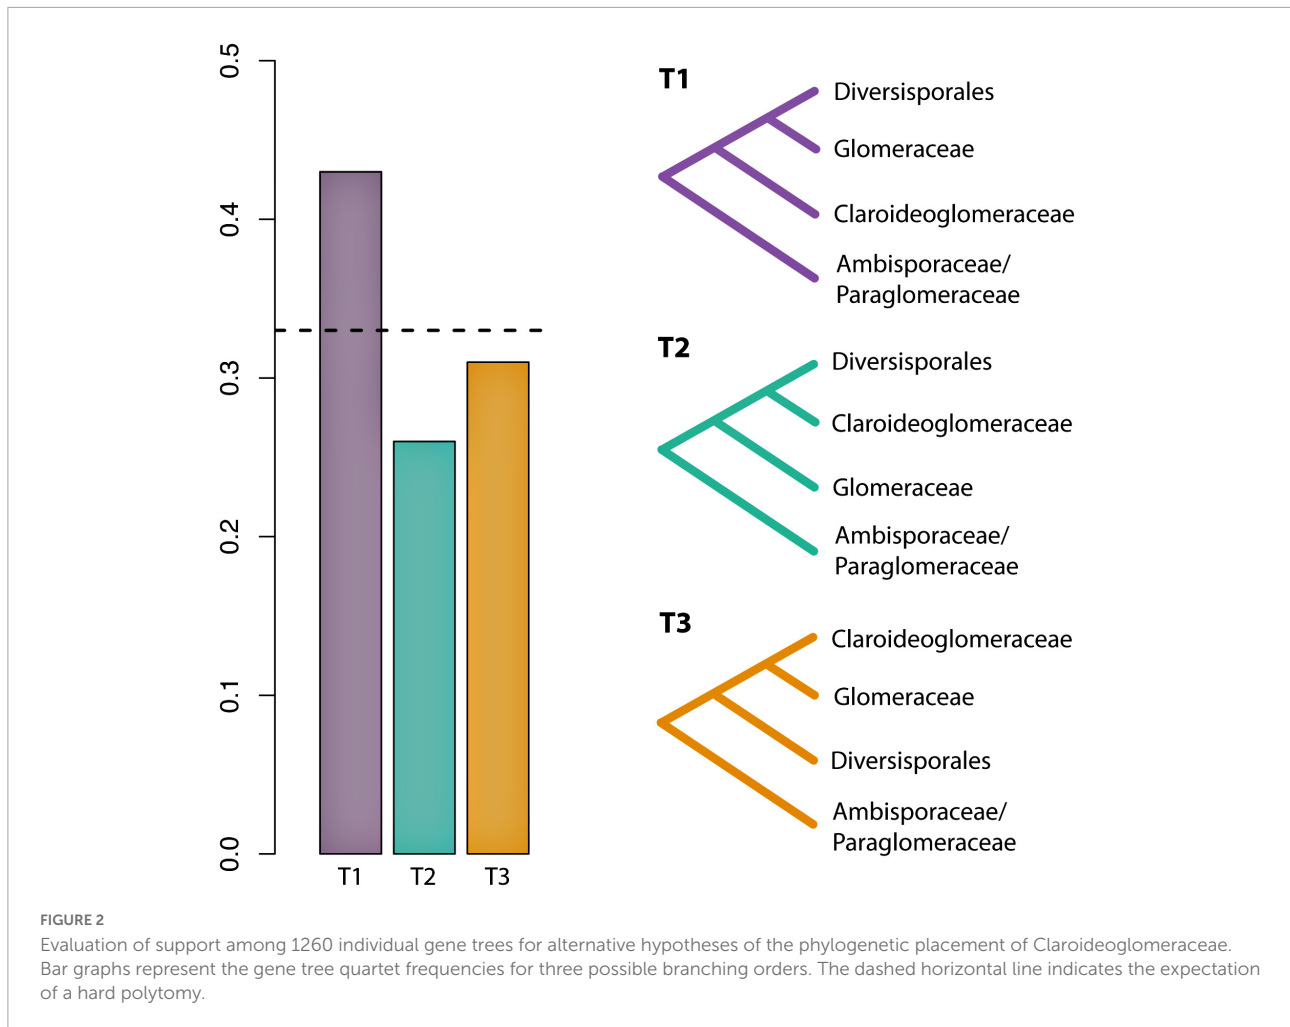 0.5
0.4
0.3
0.2
0.1
0.0
T1
T2
T3
T1
Diversisporales
Glomeraceae
Claroideoglomeraceae
Ambisporaceae/
Paraglomeraceae
T2
Diversisporales
Claroideoglomeraceae
Glomeraceae
Ambisporaceae/
Paraglomeraceae
T3
Claroideoglomeraceae
Glomeraceae
Diversisporales
Ambisporaceae/
Paraglomeraceae
FIGURE 2
Evaluation of support among 1260 individual gene trees for alternative hypotheses of the phylogenetic placement of Claroideoglomeraceae.
Bar graphs represent the gene tree quartet frequencies for three possible branching orders. The dashed horizontal line indicates the expectation
of a hard polytomy.